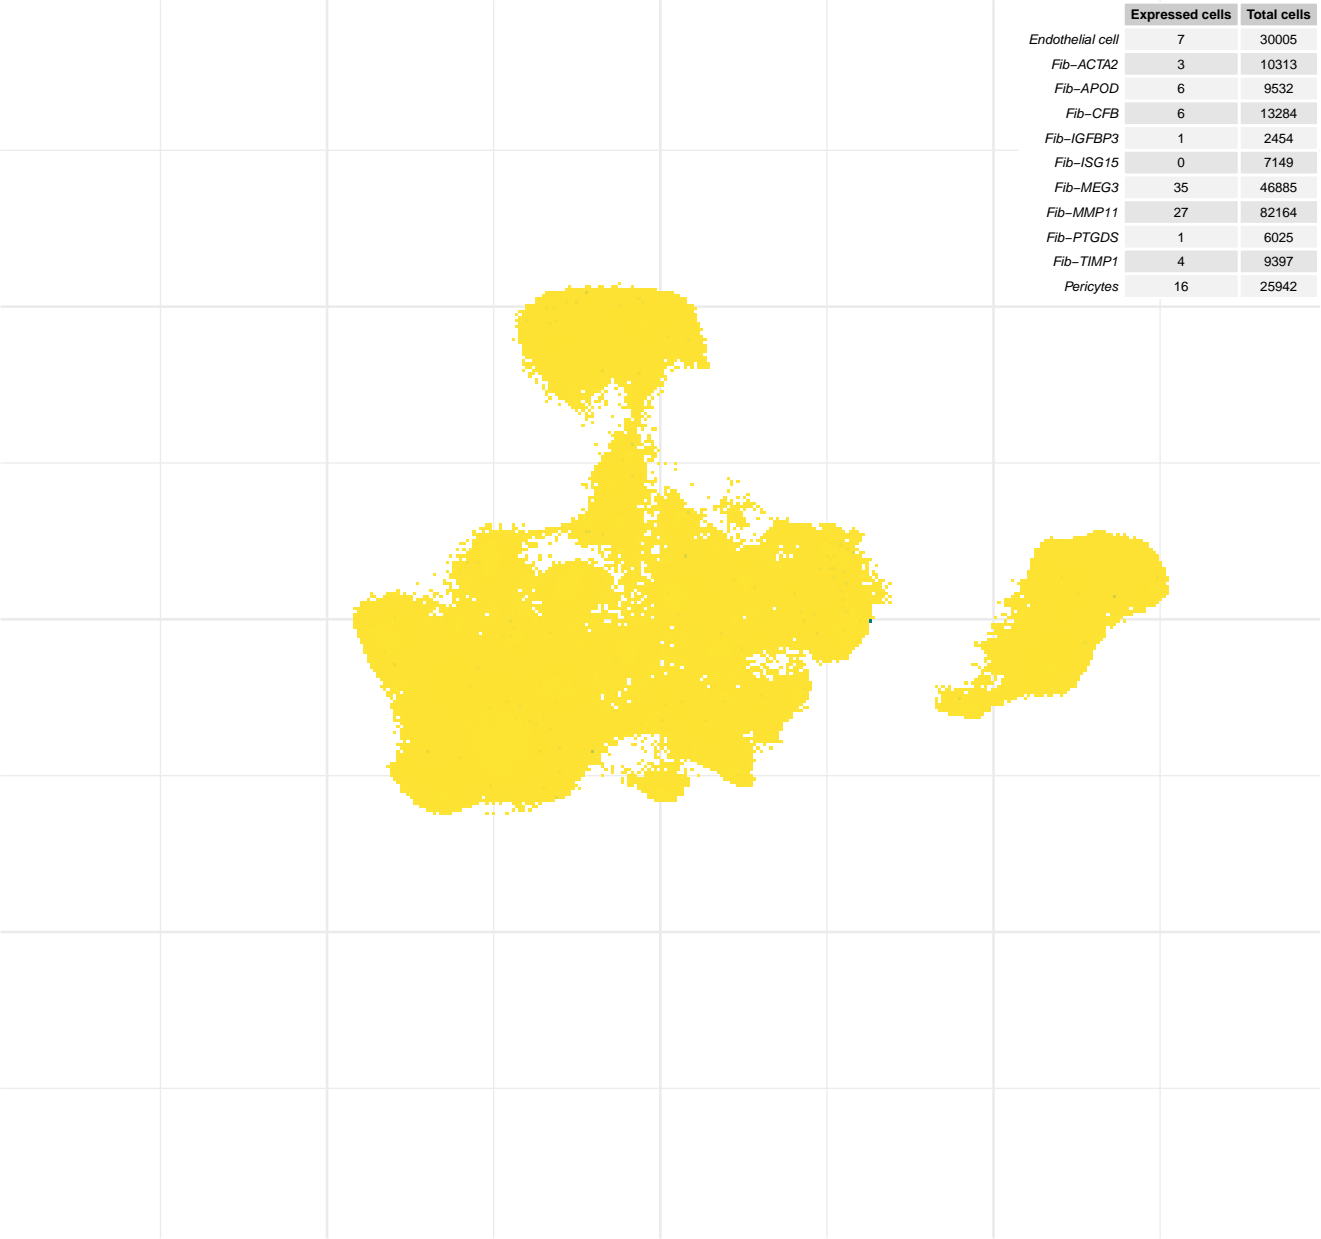 Expressed cells Total cells
Endothelial cell 7 30005
Fib−ACTA2 3 10313
Fib−APOD 6 9532
Fib−CFB 6 13284
Fib−IGFBP3 1 2454
Fib−ISG15 0 7149
Fib−MEG3 35 46885
Fib−MMP11 27 82164
Fib−PTGDS 1 6025
Fib−TIMP1 4 9397
Pericytes 16 25942